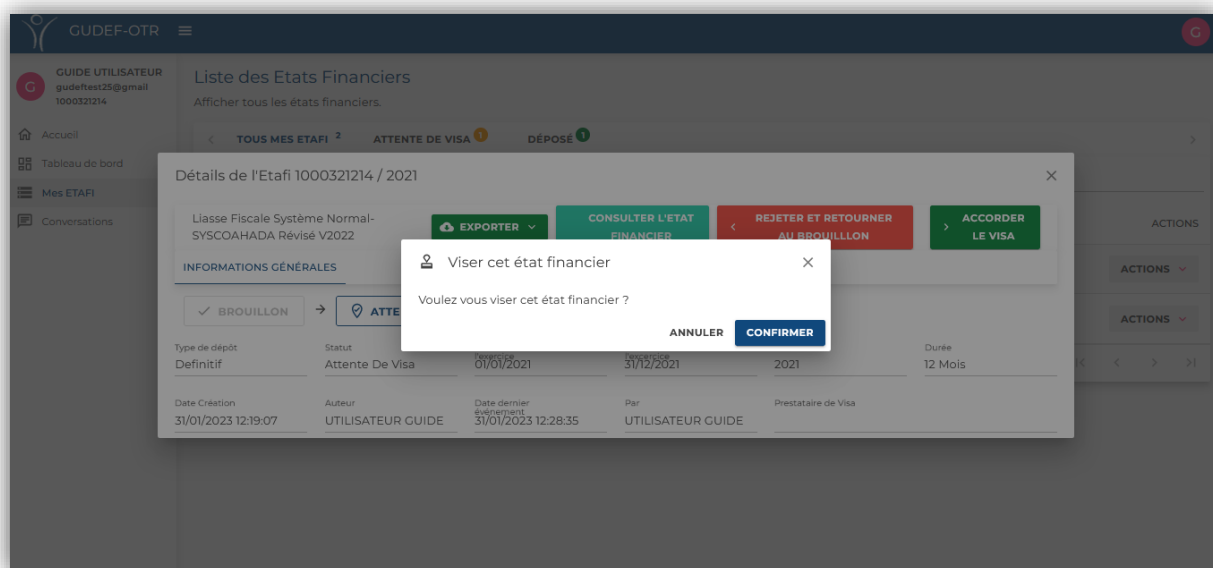 GUDEF-OTR
G
G
GUIDE UTILISATEUR
gudeftest25@gmail
1000321214
Accueil
Tableau de bord
Mes ETAFI
Conversations
Liste des Etats Financiers
Afficher tous les états financiers.
TOUS MES ETAFI 2
ATTENTE DE VISA 1
DÉPOSÉ 1
ACTIONS
ACTIONS
ACTIONS
Détails de l'Etafi 1000321214 / 2021
Liasse Fiscale Système Normal-
SYSCOAHADA Révisé V2022
EXPORTER
CONSULTER L'ETAT
FINANCIER
REJETER ET RETOURNER
AU BROUILLLON
ACCORDER
LE VISA
INFORMATIONS GÉNÉRALES
Viser cet état financier
Voulez vous viser cet état financier ?
ANNULER
CONFIRMER
BROUILLON
ATTE
Type de dépôt
Definitif
Statut
Attente De Visa
l'exercice
01/01/2021
l'excercice
31/12/2021
2021
Durée
12 Mois
Date Création
31/01/2023 12:19:07
Auteur
UTILISATEUR GUIDE
Date dernier
événement
31/01/2023 12:28:35
Par
UTILISATEUR GUIDE
Prestataire de Visa